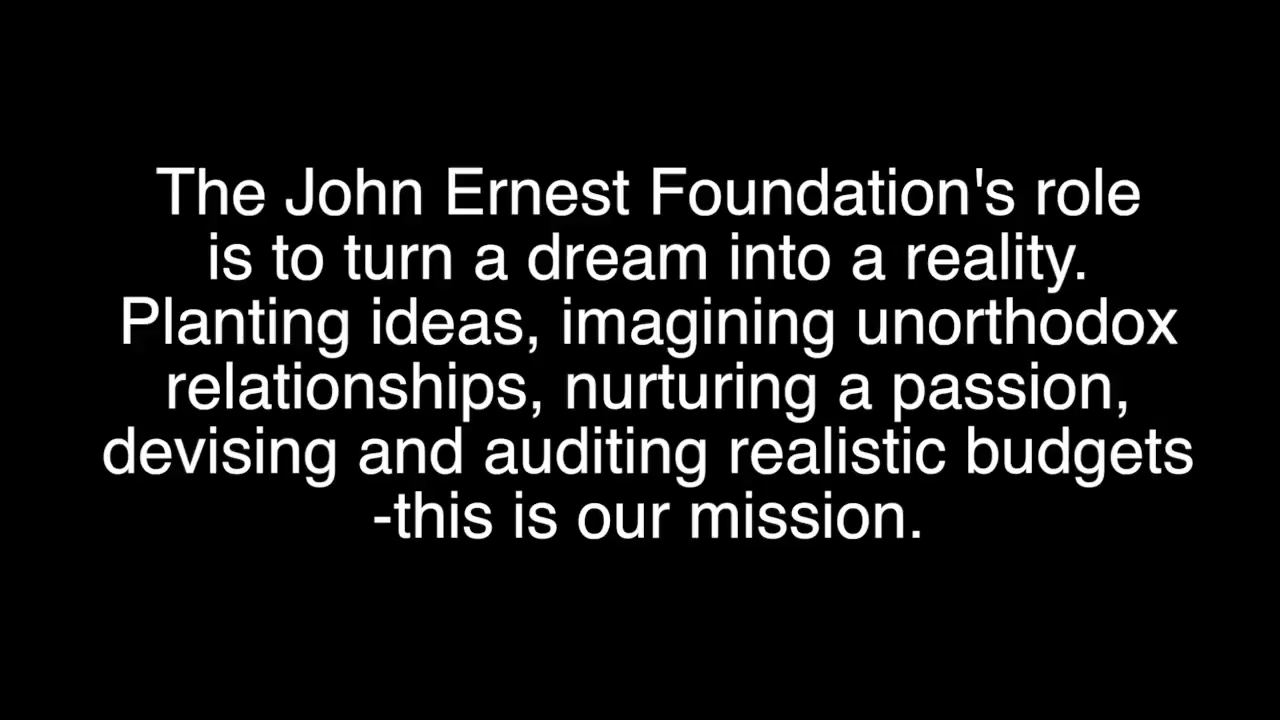 The John Ernest Foundation's role
is to turn a dream into a reality.
Planting ideas, imagining unorthodox
relationships, nurturing a passion,
devising and auditing realistic budgets
-this is our mission.